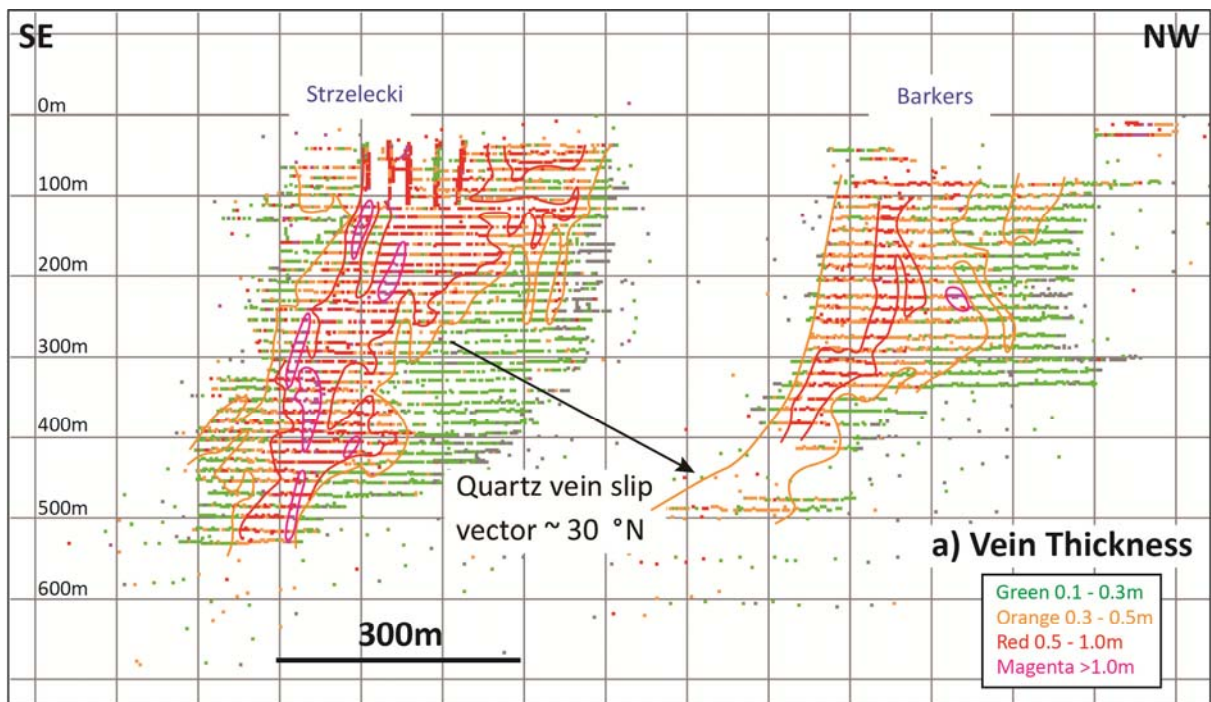 SE
NW
Strzelecki
Barkers
0m
100m
200m
300m
400m
500m
600m
Quartz vein slip
vector ~ 30 °N
a) Vein Thickness
Green 0.1 - 0.3m
Orange 0.3 - 0.5m
Red 0.5 - 1.0m
Magenta >1.0m
300m